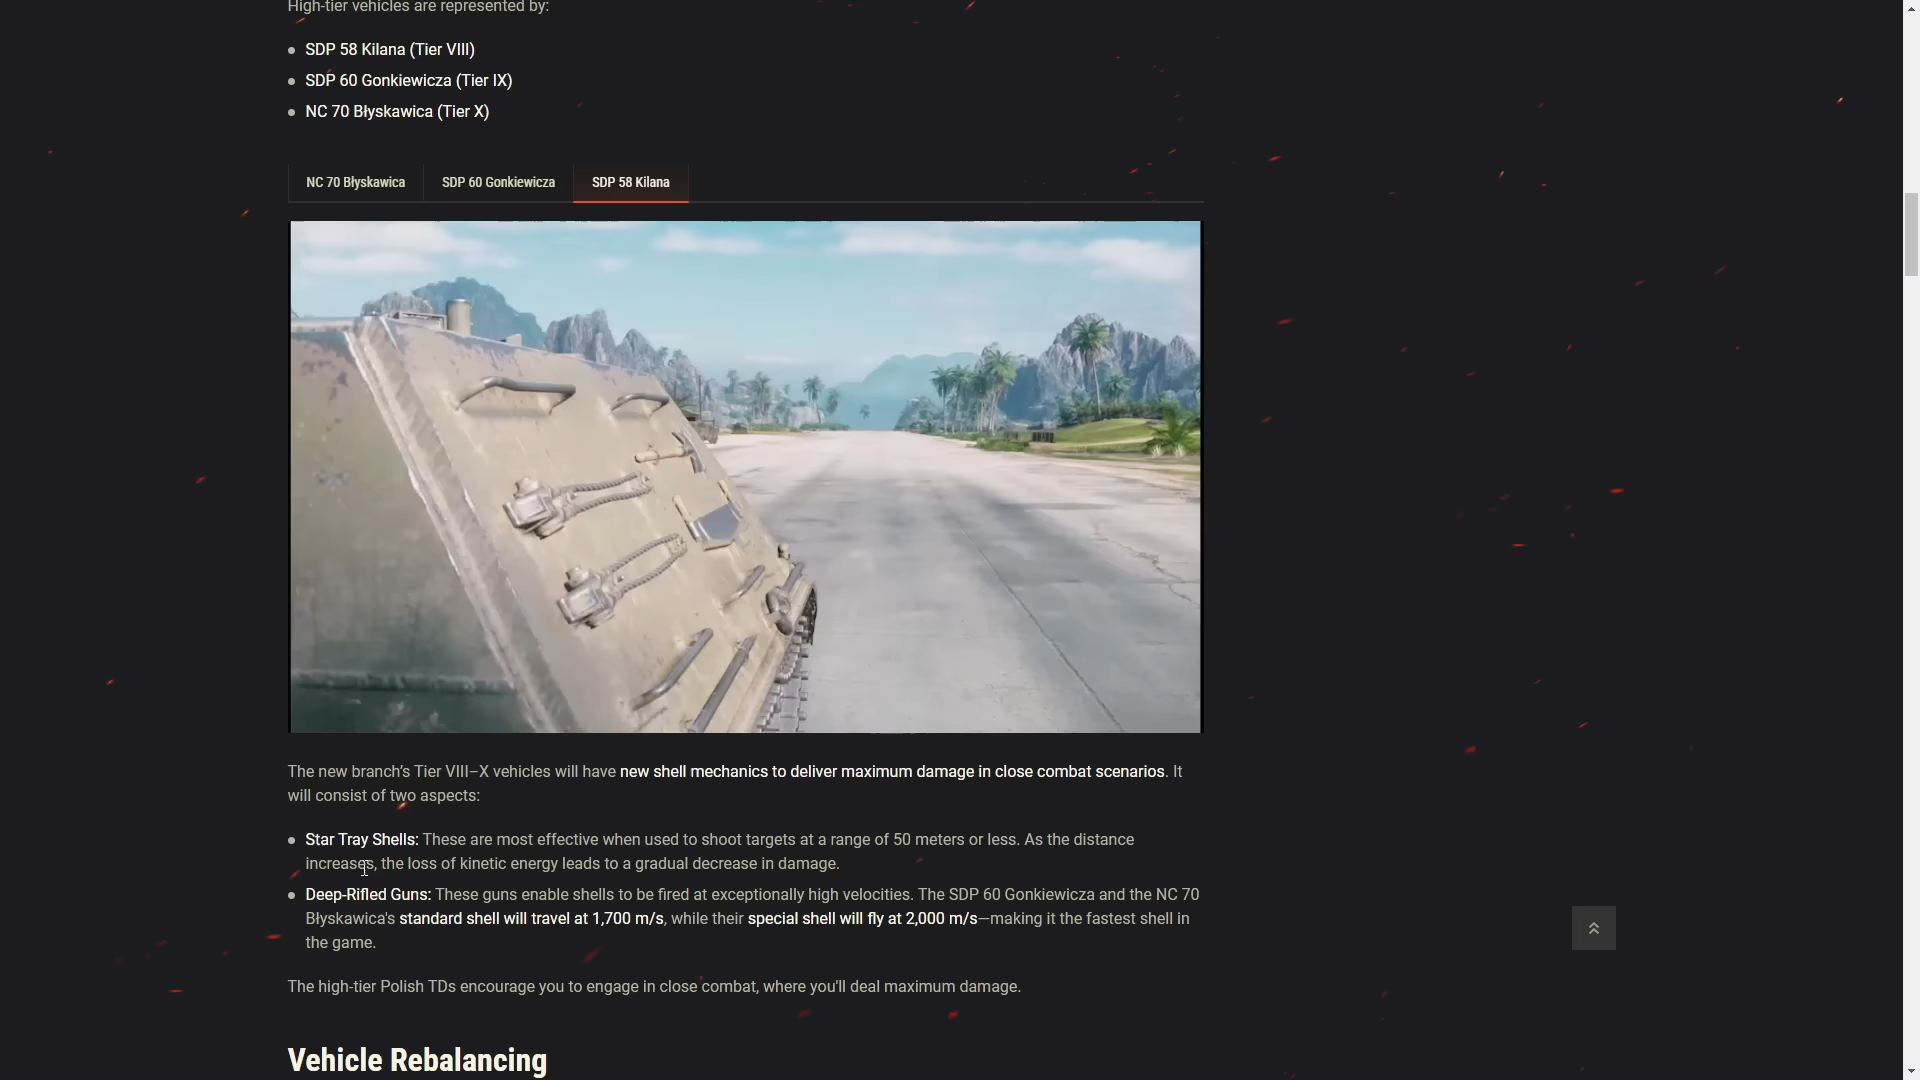 High-tier vehicles are represented by:
SDP 58 Kilana (Tier VIII)
SDP 60 Gonkiewicza (Tier IX)
NC 70 Błyskawica (Tier X)
NC 70 Błyskawica SDP 60 Gonkiewicza SDP 58 Kilana
The new branch’s Tier VIII–X vehicles will have new shell mechanics to deliver maximum damage in close combat scenarios. It
will consist of two aspects:
Star Tray Shells: These are most effective when used to shoot targets at a range of 50 meters or less. As the distance
increases, the loss of kinetic energy leads to a gradual decrease in damage.
Deep-Rifled Guns: These guns enable shells to be fired at exceptionally high velocities. The SDP 60 Gonkiewicza and the NC 70
Błyskawica's standard shell will travel at 1,700 m/s, while their special shell will fly at 2,000 m/s—making it the fastest shell in
the game.
The high-tier Polish TDs encourage you to engage in close combat, where you'll deal maximum damage.
Vehicle Rebalancing